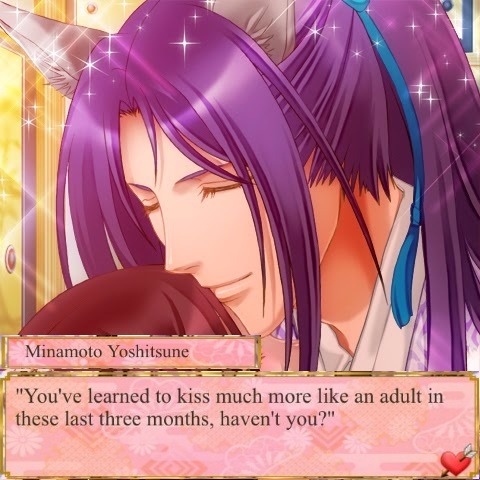 Minamoto Yoshitsune
"You've learned to kiss much more like an adult in
these last three months, haven't you?"